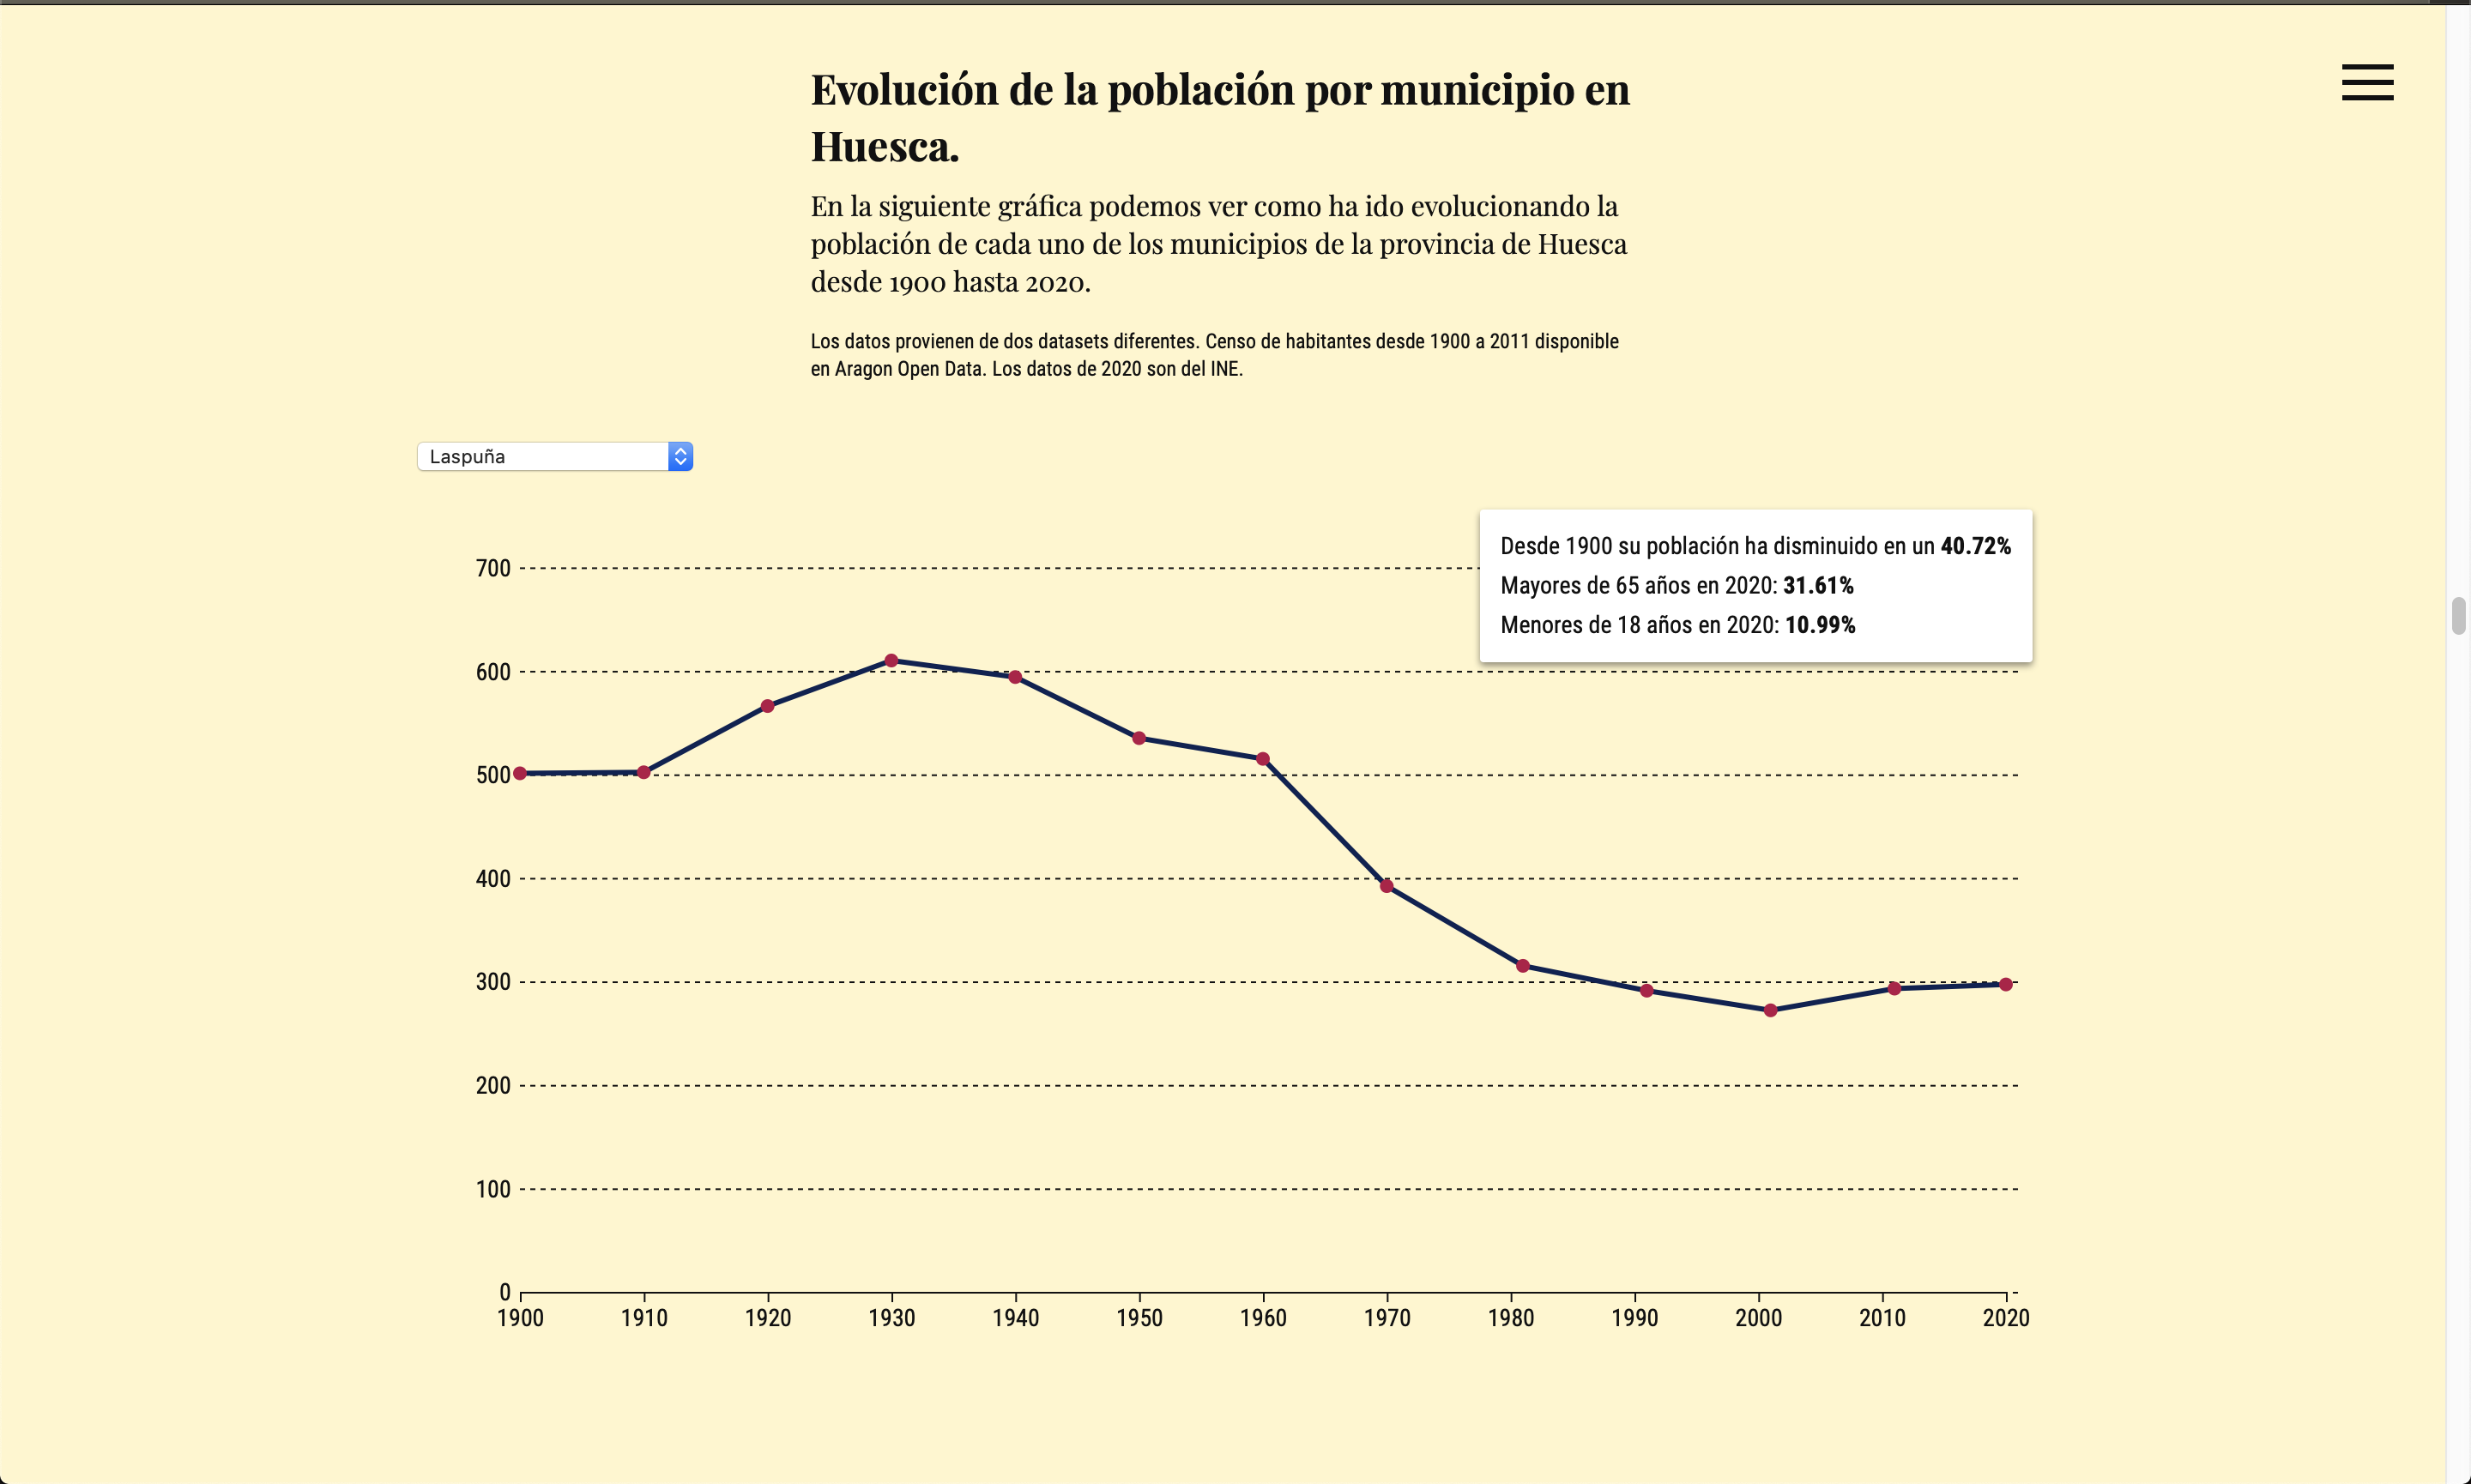 Evolución de la población por municipio en
Huesca.
En la siguiente gráfica podemos ver como ha ido evolucionando la
población de cada uno de los municipios de la provincia de Huesca
desde 1900 hasta 2020.
Los datos provienen de dos datasets diferentes. Censo de habitantes desde 1900 a 2011 disponible
en Aragon Open Data. Los datos de 2020 son del INE.
Laspuña
Desde 1900 su población ha disminuido en un 40.72%
Mayores de 65 años en 2020: 31.61%
Menores de 18 años en 2020: 10.99%
700
600
500
400
300
200
100
0
1900 1910 1920 1930 1940 1950 1960 1970 1980 1990 2000 2010 2020